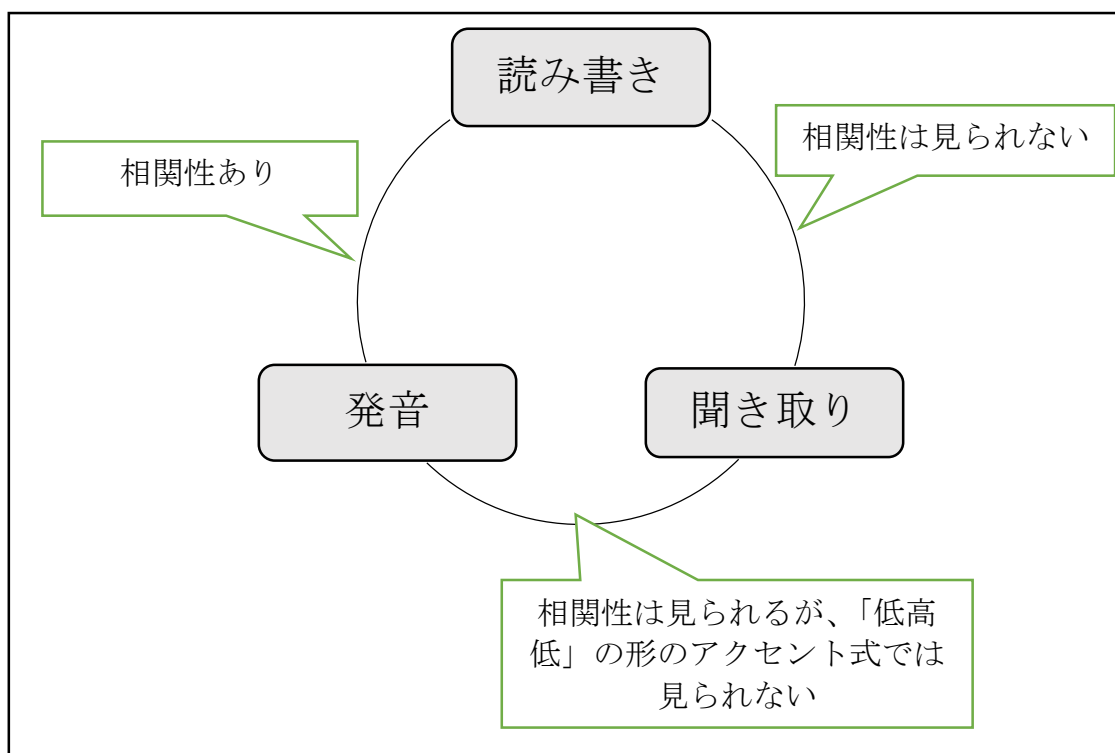 読み書き
相関性は見られない
相関性あり
発音
聞き取り
相関性は見られるが、「低高
低」の形のアクセント式では
見られない